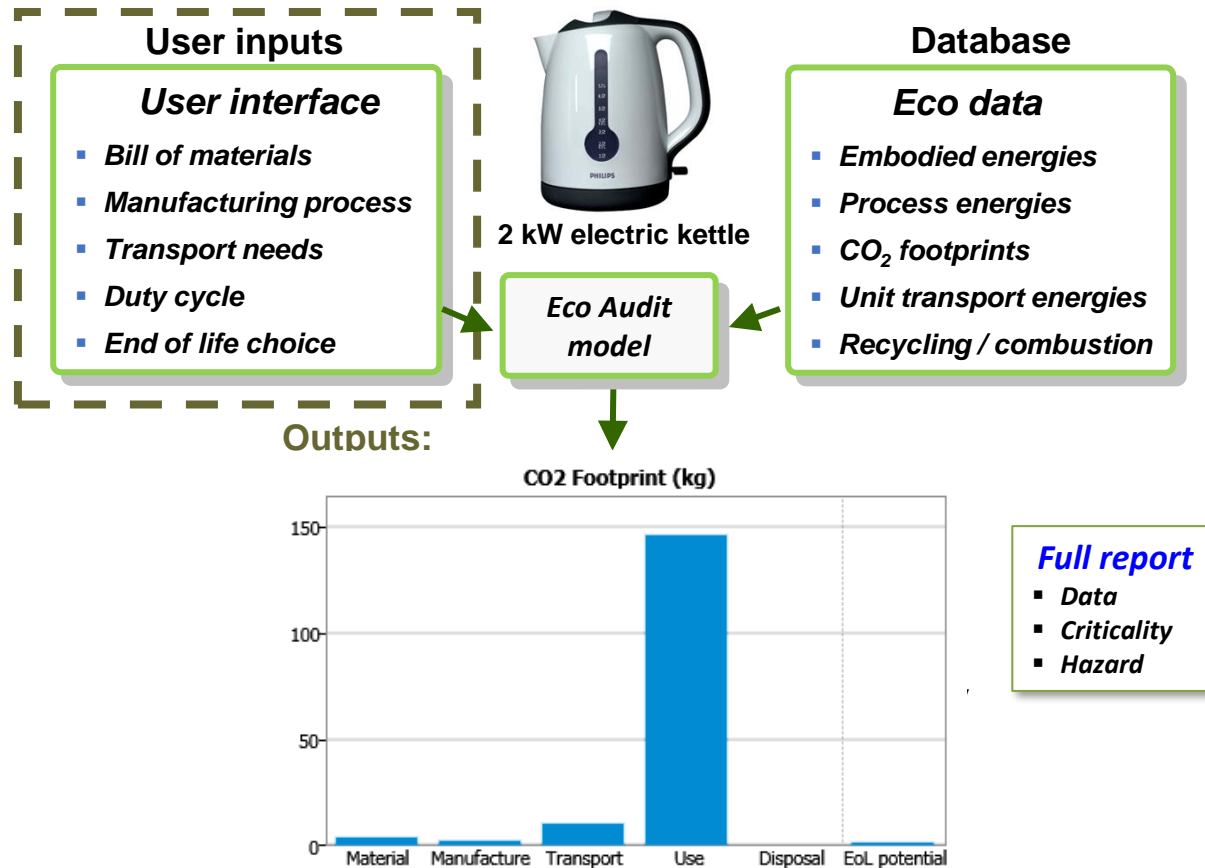 User inputs
User interface
▪ Bill of materials
▪ Manufacturing process
▪ Transport needs
▪ Duty cycle
▪ End of life choice
PHILIPS
2 kW electric kettle
Eco Audit
model
Database
Eco data
▪ Embodied energies
▪ Process energies
▪ CO₂ footprints
▪ Unit transport energies
▪ Recycling / combustion
Outputs:
CO2 Footprint (kg)
150
100
50
0
Material Manufacture Transport Use Disposal EoL potential
Full report
▪ Data
▪ Criticality
▪ Hazard